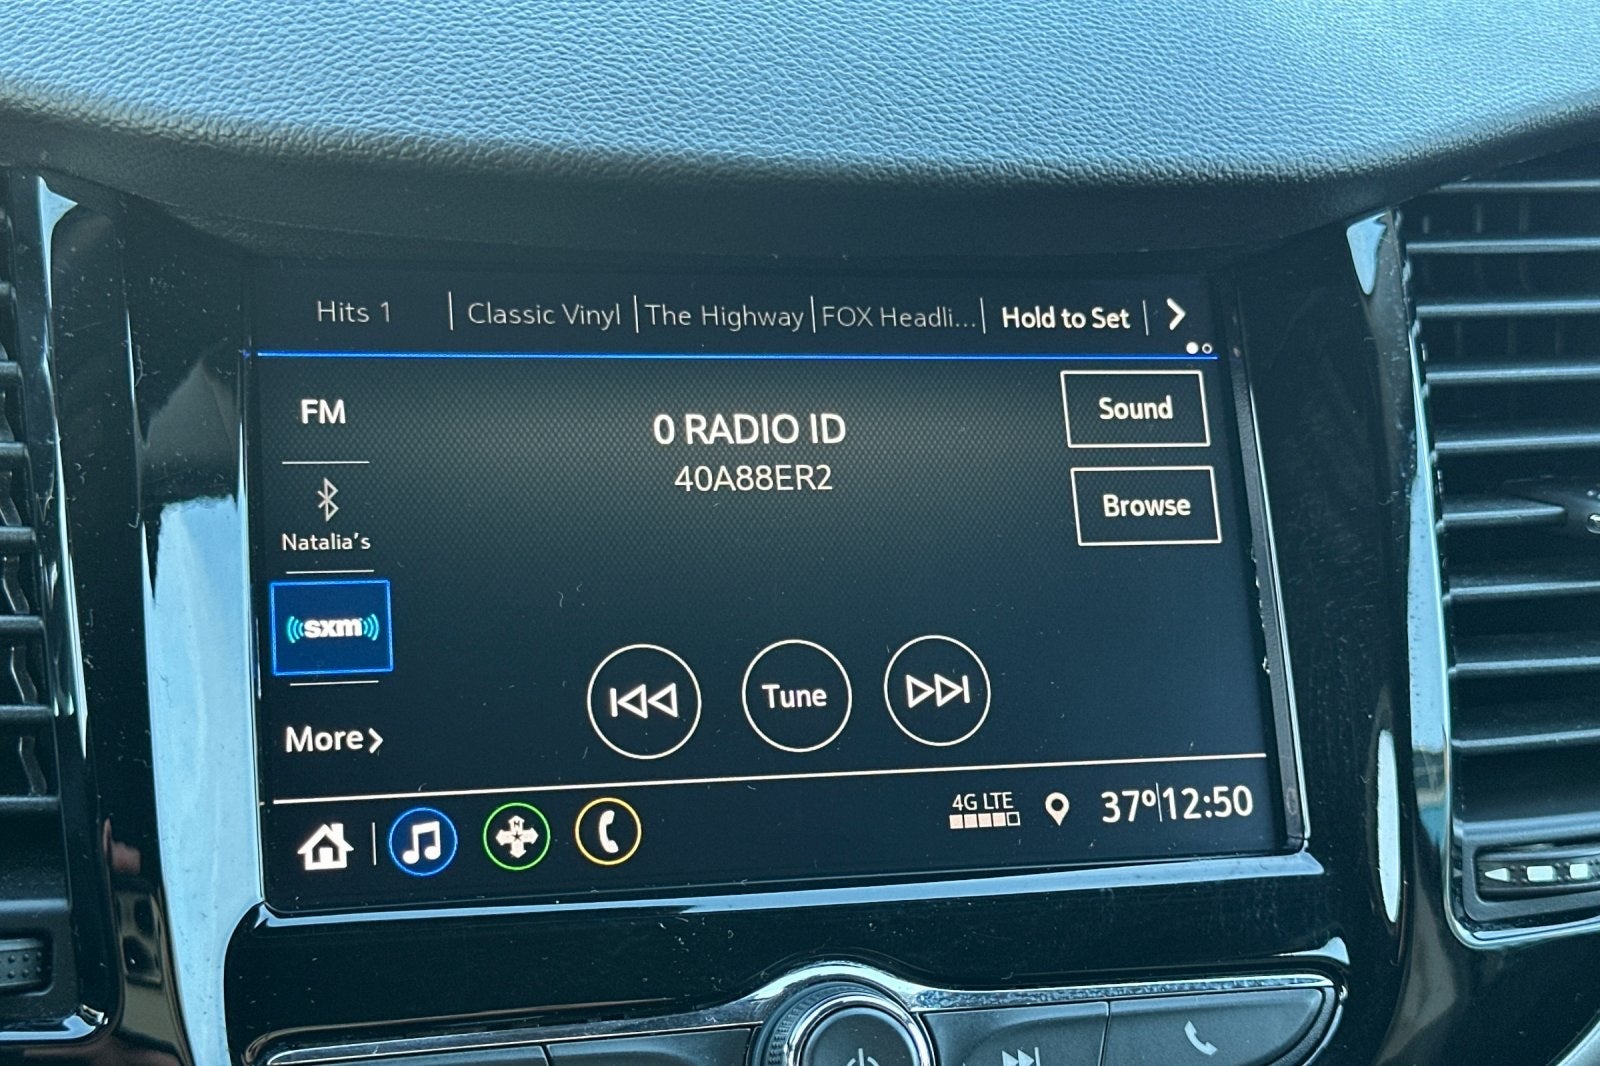 Hits 1 | Classic Vinyl | The Highway | FOX Headli... | Hold to Set |
FM
0 RADIO ID
40A88ER2
Sound
Browse
Natalia's
sxm
Tune
More
4G LTE
37° 12:50
N